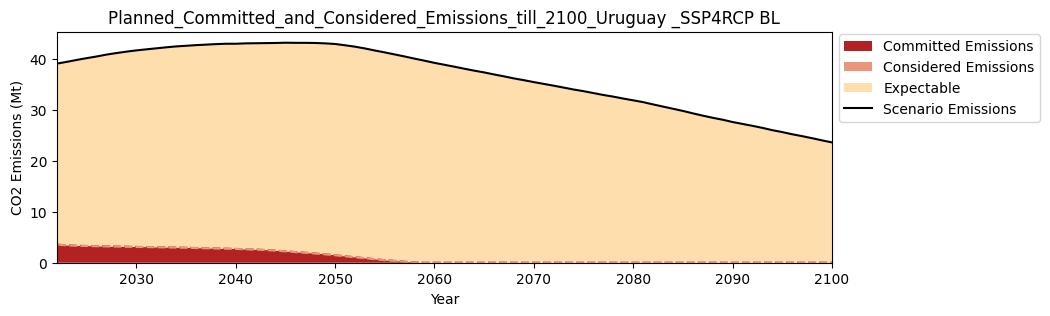 Planned_Committed_and_Considered_Emissions_till_2100_Uruguay _SSP4RCP BL
CO2 Emissions (Mt)
40
30
20
10
0
2030 2040 2050 2060 2070 2080 2090 2100
Year
Committed Emissions
Considered Emissions
Expectable
Scenario Emissions